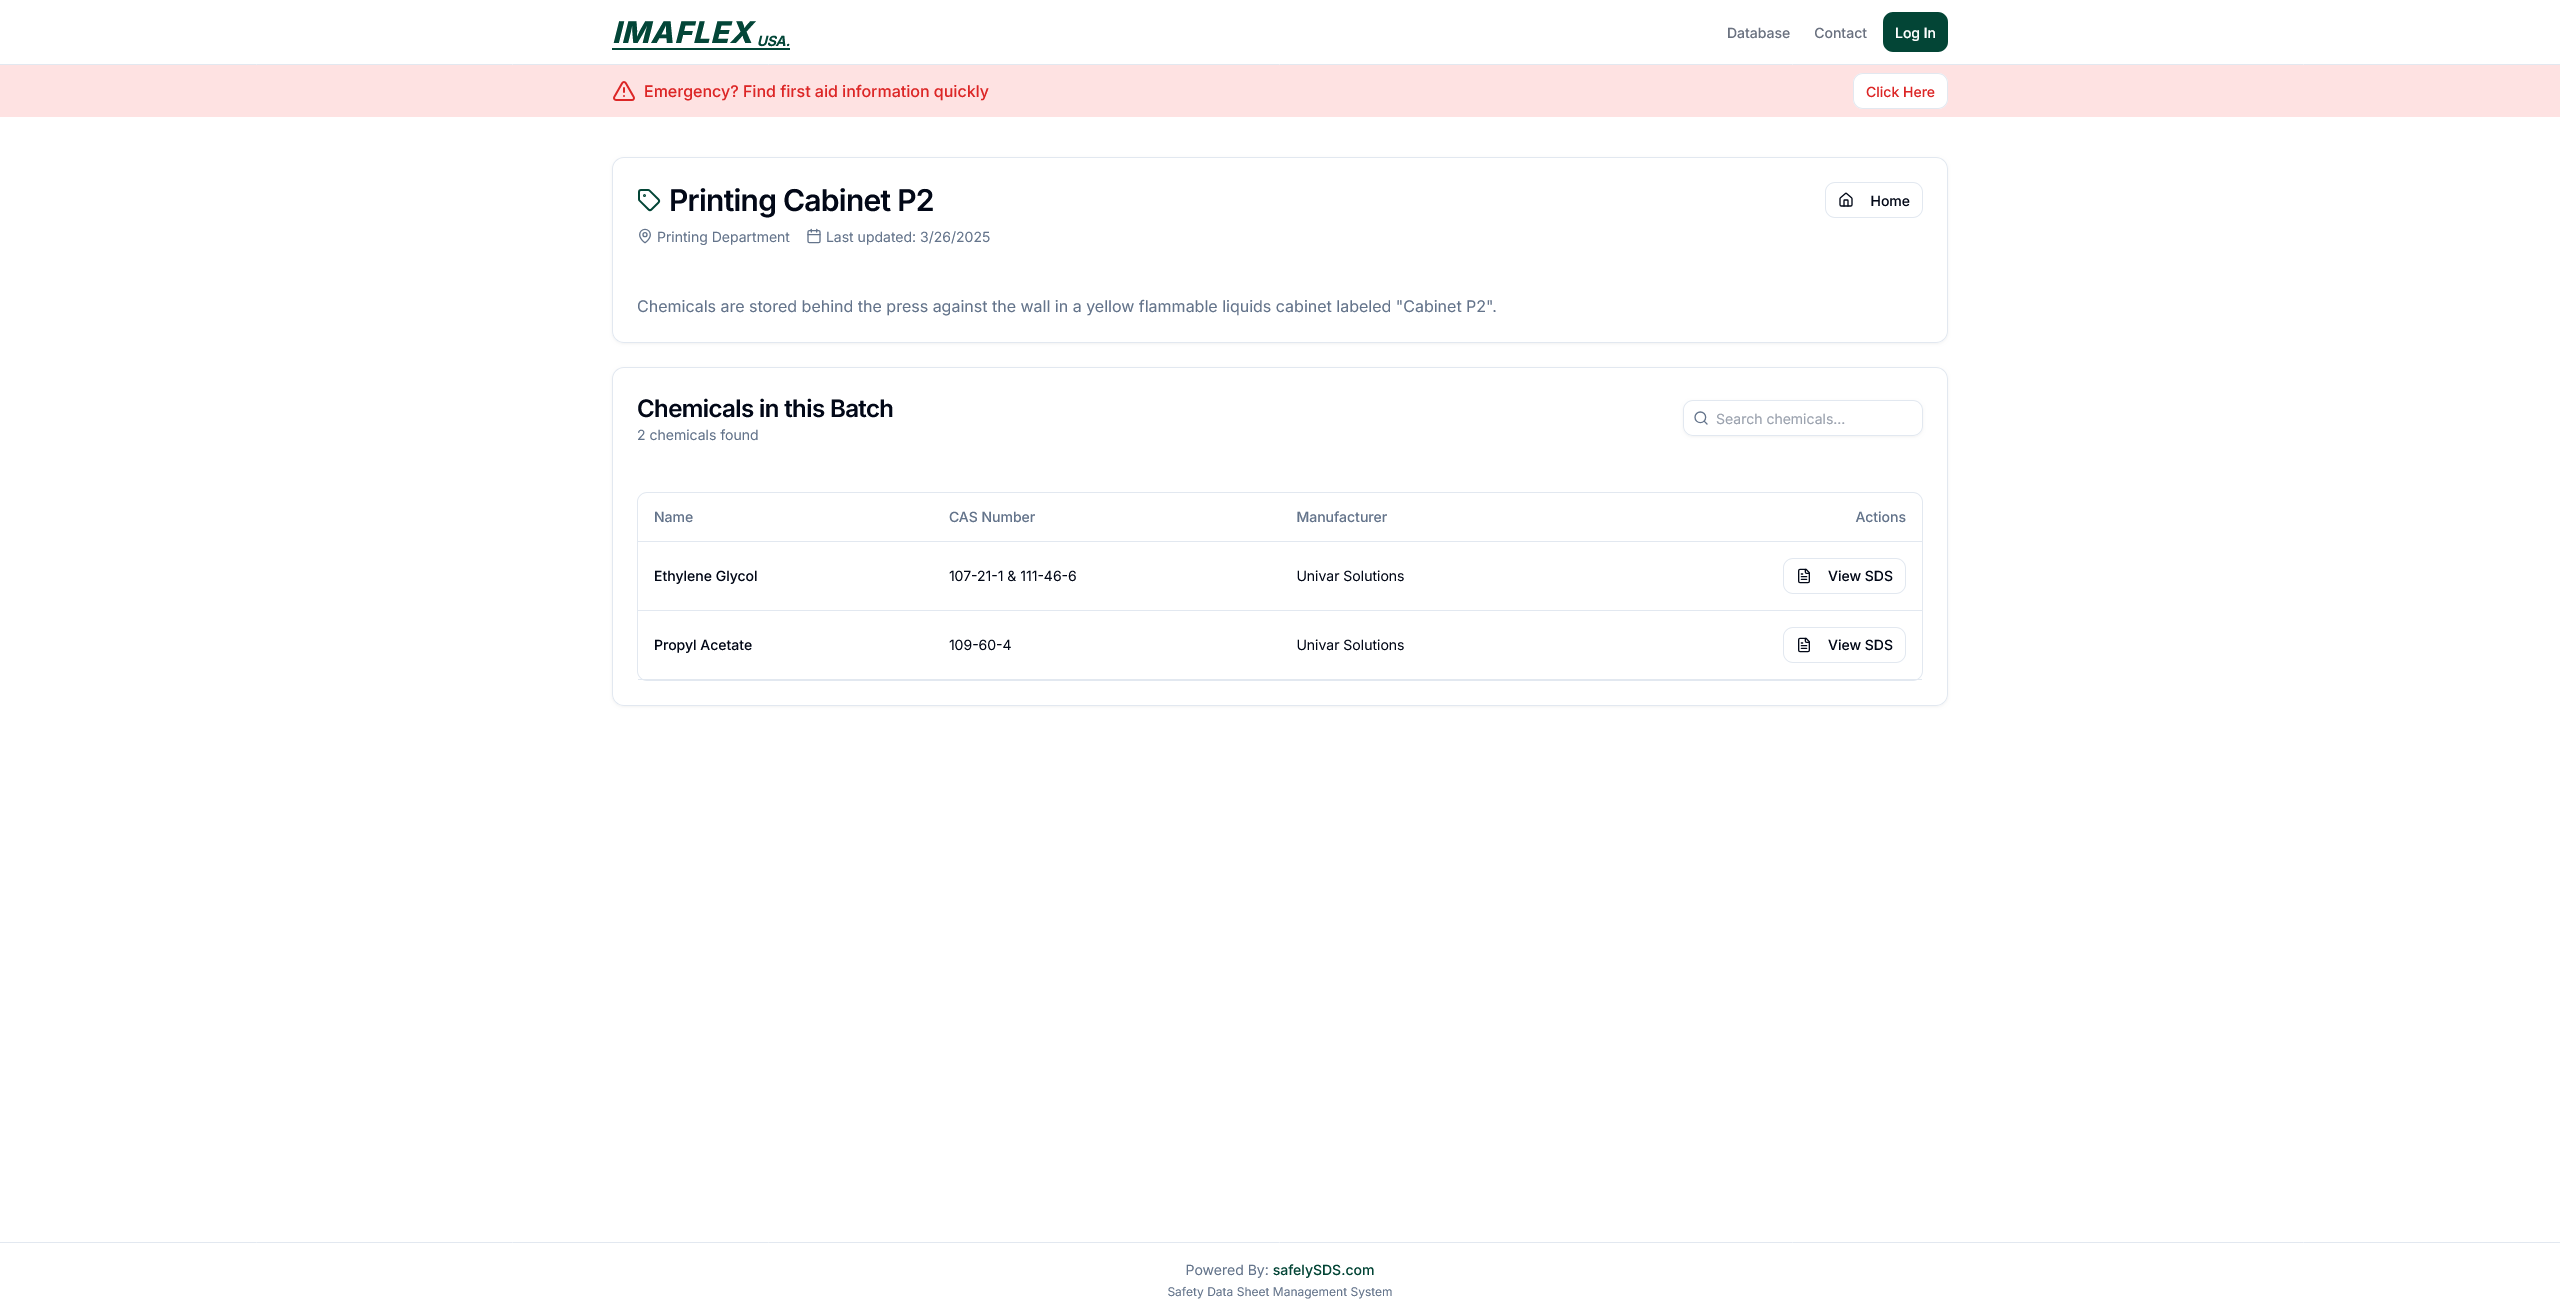 IMAFLEX USA.
Database Contact Log In
Emergency? Find first aid information quickly Click Here
Printing Cabinet P2 Home
Printing Department Last updated: 3/26/2025
Chemicals are stored behind the press against the wall in a yellow flammable liquids cabinet labeled "Cabinet P2".
Chemicals in this Batch
2 chemicals found
Search chemicals...
Name CAS Number Manufacturer Actions
Ethylene Glycol 107-21-1 & 111-46-6 Univar Solutions View SDS
Propyl Acetate 109-60-4 Univar Solutions View SDS
Powered By: safelySDS.com
Safety Data Sheet Management System